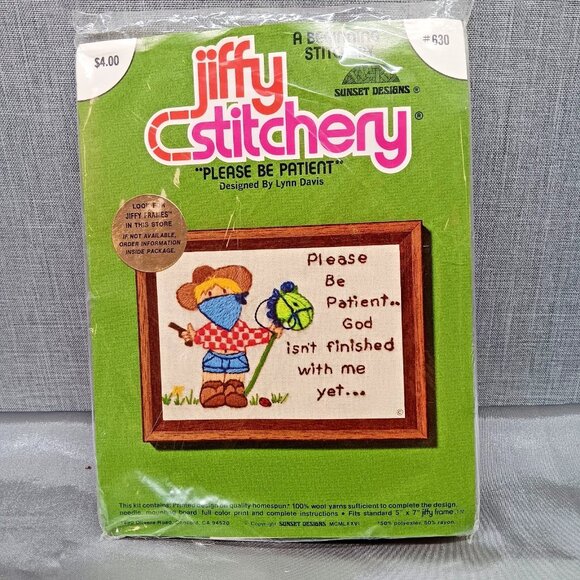 $4.00
A BEGINNING
STITCHERY
#630
jiffy
stitchery®
SUNSET DESIGNS®
"PLEASE BE PATIENT"
Designed By Lynn Davis
LOOK FOR
JIFFY FRAMES™
IN THIS STORE
IF NOT AVAILABLE,
ORDER INFORMATION
INSIDE PACKAGE.
Please
Be
Patient..
God
isn't finished
with me
yet...
©
This kit contains: Printed design on quality homespun* 100% wool yarns sufficient to complete the design,
needle, mounting board, full color print and complete instructions • Fits standard 5" x 7" jiffy frame
Road, Concord, CA 94520 © Copyright SUNSET DESIGNS MCMLXXVI *50% polyester, 50% rayon.